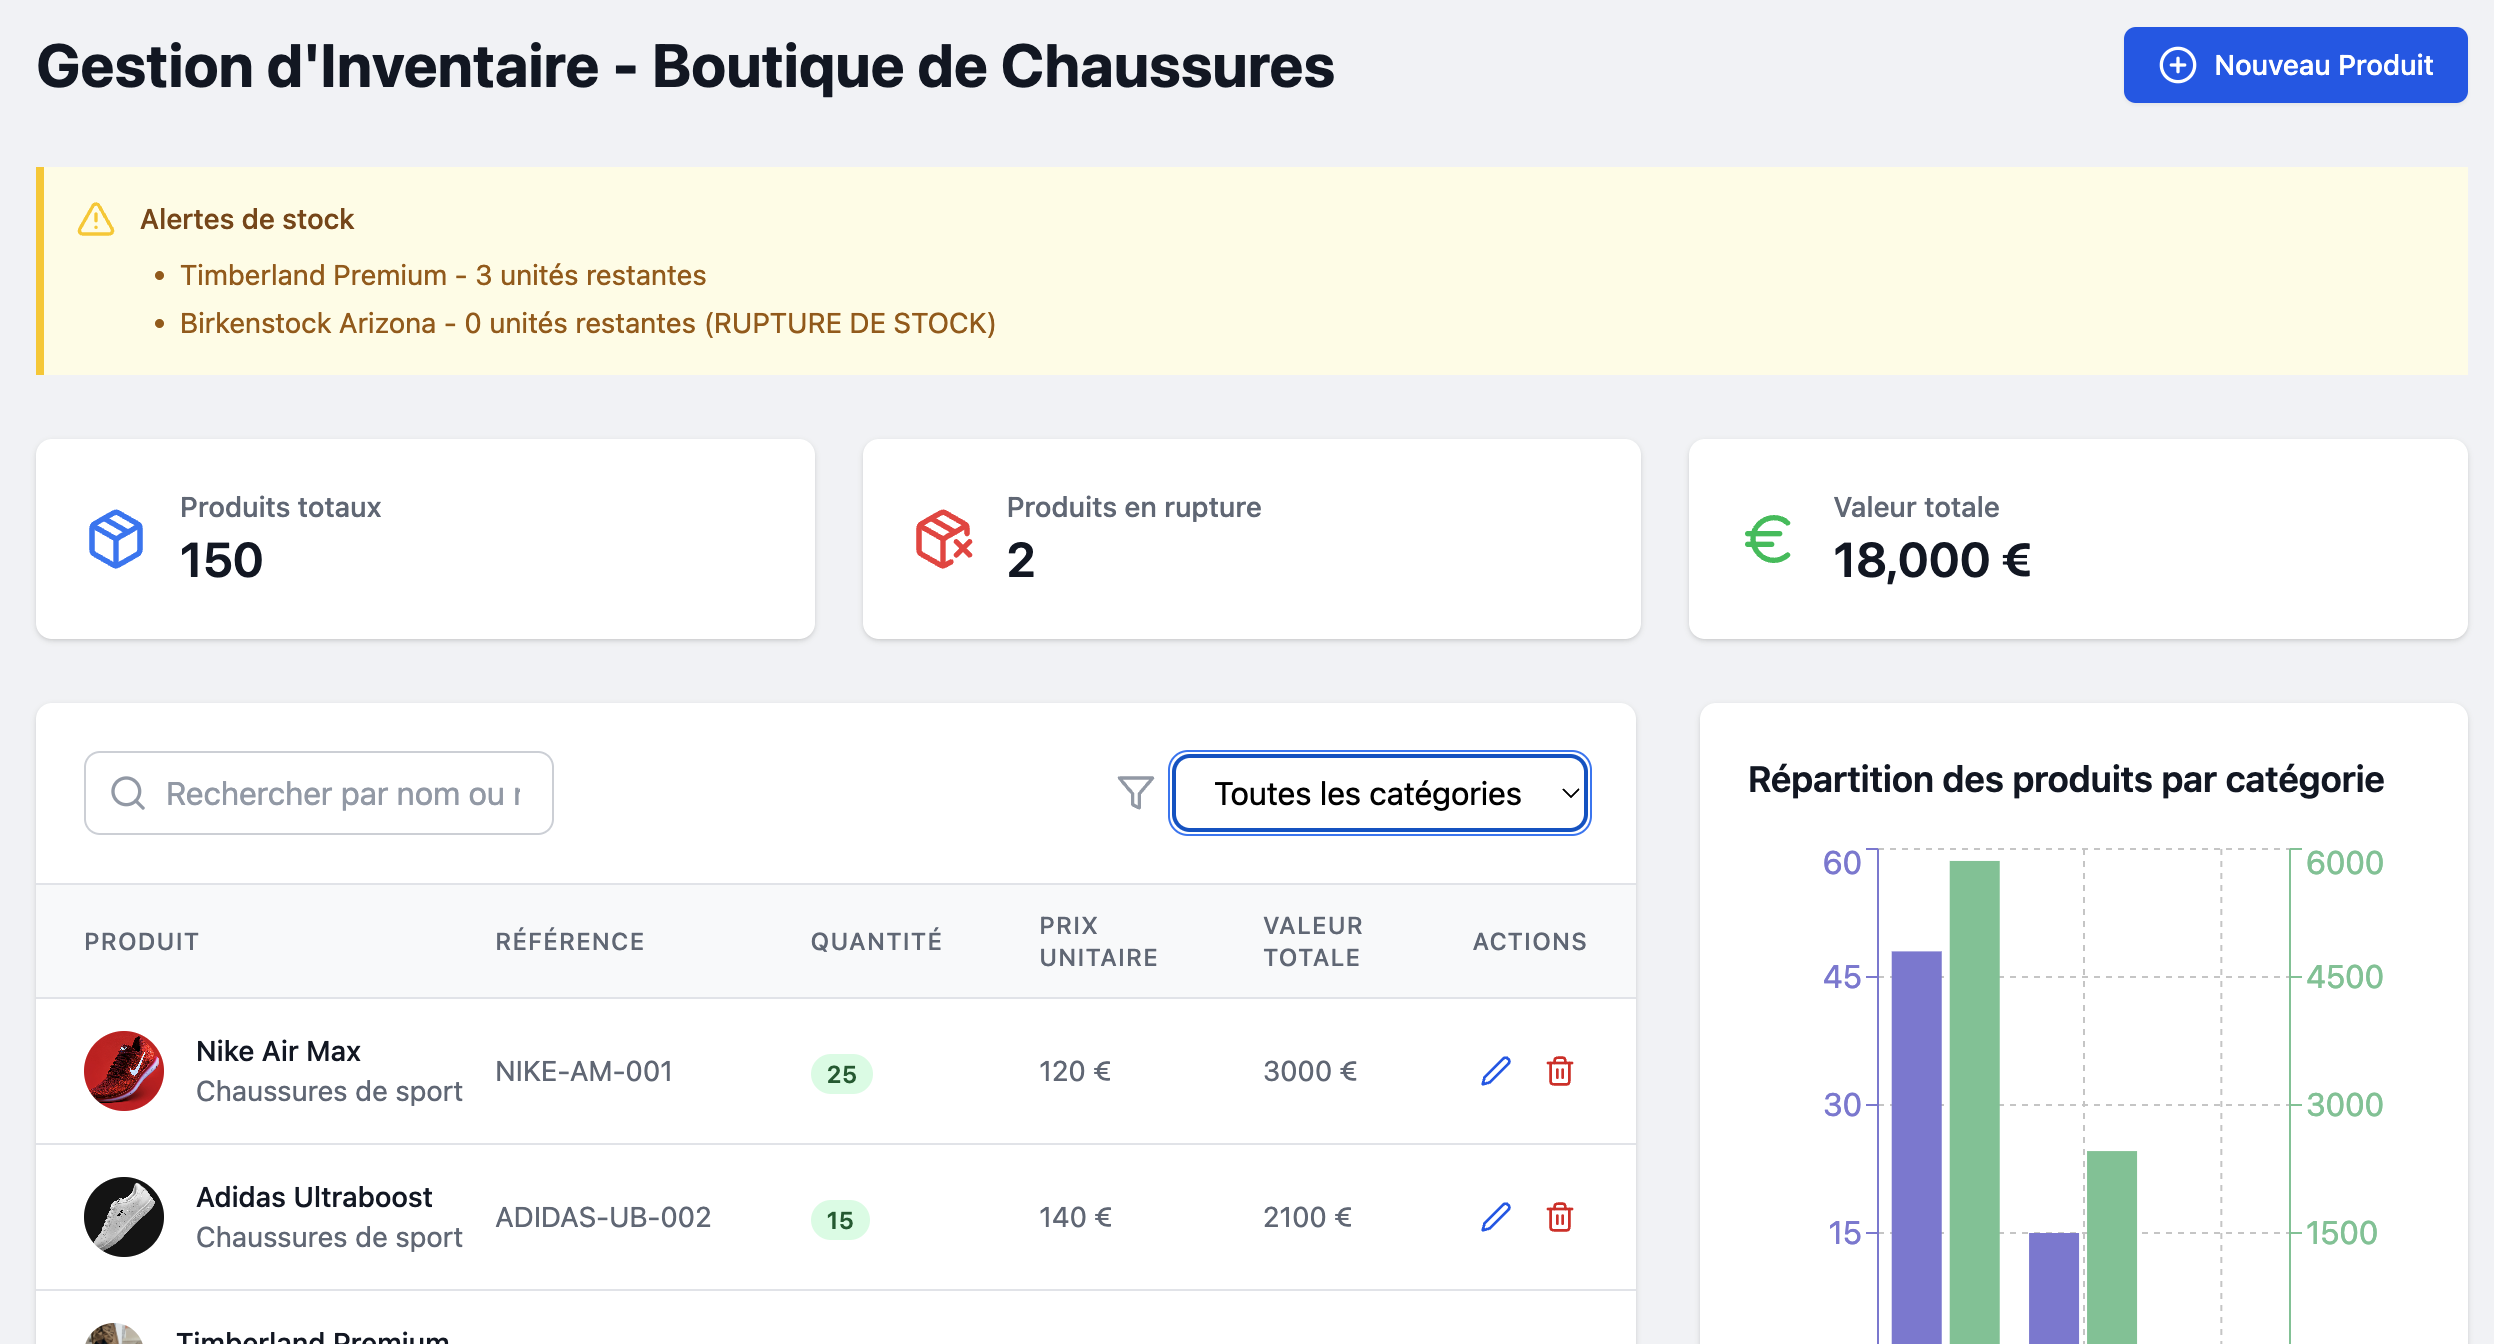 Gestion d'Inventaire - Boutique de Chaussures
Nouveau Produit
Alertes de stock
• Timberland Premium - 3 unités restantes
• Birkenstock Arizona - 0 unités restantes (RUPTURE DE STOCK)
Produits totaux
150
Produits en rupture
2
Valeur totale
18,000 €
Rechercher par nom ou r
Toutes les catégories
PRODUIT RÉFÉRENCE QUANTITÉ PRIX UNITAIRE VALEUR TOTALE ACTIONS
Nike Air Max
Chaussures de sport
NIKE-AM-001 25 120 € 3000 €
Adidas Ultraboost
Chaussures de sport
ADIDAS-UB-002 15 140 € 2100 €
Timberland Premium
Répartition des produits par catégorie
60 6000
45 4500
30 3000
15 1500